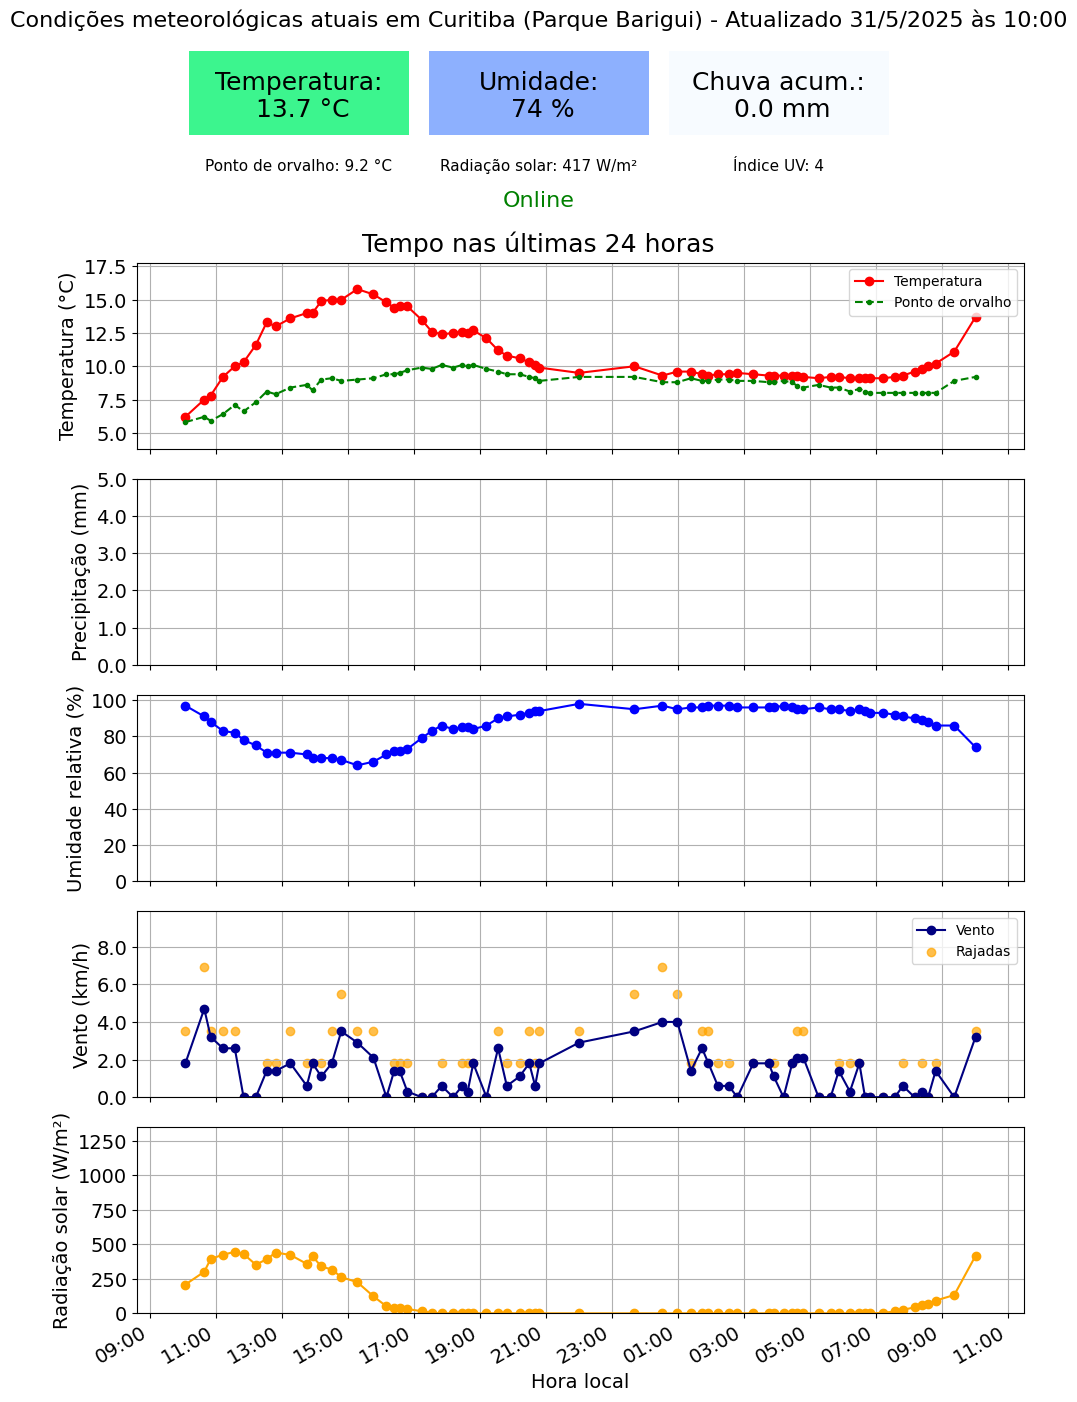 Condições meteorológicas atuais em Curitiba (Parque Barigui) - Atualizado 31/5/2025 às 10:00
Temperatura:
13.7 °C
Umidade:
74 %
Chuva acum.:
0.0 mm
Ponto de orvalho: 9.2 °C
Radiação solar: 417 W/m²
Índice UV: 4
Online
Tempo nas últimas 24 horas
Temperatura (°C)
17.5
15.0
12.5
10.0
7.5
5.0
Temperatura
Ponto de orvalho
Precipitação (mm)
5.0
4.0
3.0
2.0
1.0
0.0
Umidade relativa (%)
100
80
60
40
20
0
Vento (km/h)
8.0
6.0
4.0
2.0
0.0
Vento
Rajadas
Radiação solar (W/m²)
1250
1000
750
500
250
0
09:00
11:00
13:00
15:00
17:00
19:00
21:00
23:00
01:00
03:00
05:00
07:00
09:00
11:00
Hora local